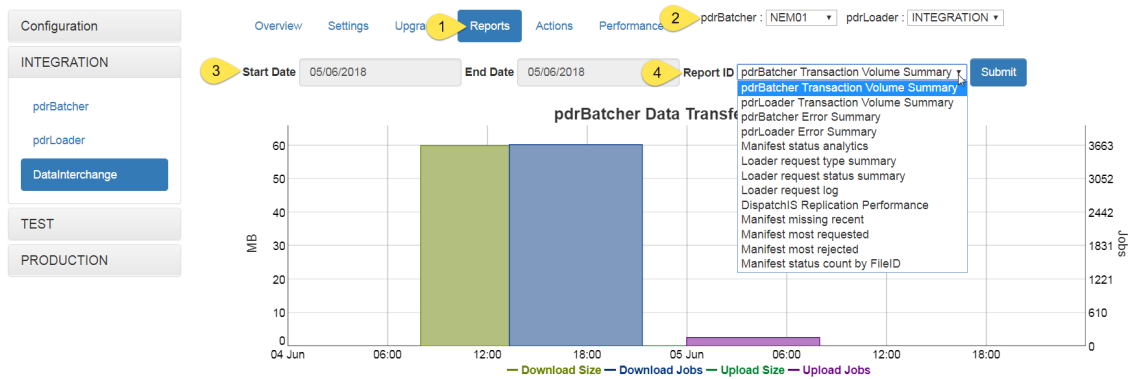 Configuration
INTEGRATION
pdrBatcher
pdrLoader
DataInterchange
TEST
PRODUCTION
Overview Settings Upgra 1 Reports Actions Performance 2 pdrBatcher : NEM01 pdrLoader : INTEGRATION
3 Start Date 05/06/2018 End Date 05/06/2018 4 Report ID pdrBatcher Transaction Volume Summary Submit
pdrBatcher Transaction Volume Summary
pdrLoader Transaction Volume Summary
pdrBatcher Error Summary
pdrLoader Error Summary
Manifest status analytics
Loader request type summary
Loader request status summary
Loader request log
DispatchIS Replication Performance
Manifest missing recent
Manifest most requested
Manifest most rejected
Manifest status count by FileID
pdrBatcher Data Transfe
60 3663
50 3052
40 2442
30 1831
20 1221
10 610
0 0
MB
Jobs
04 Jun 06:00 12:00 18:00 05 Jun 06:00 12:00 18:00
Download Size Download Jobs Upload Size Upload Jobs